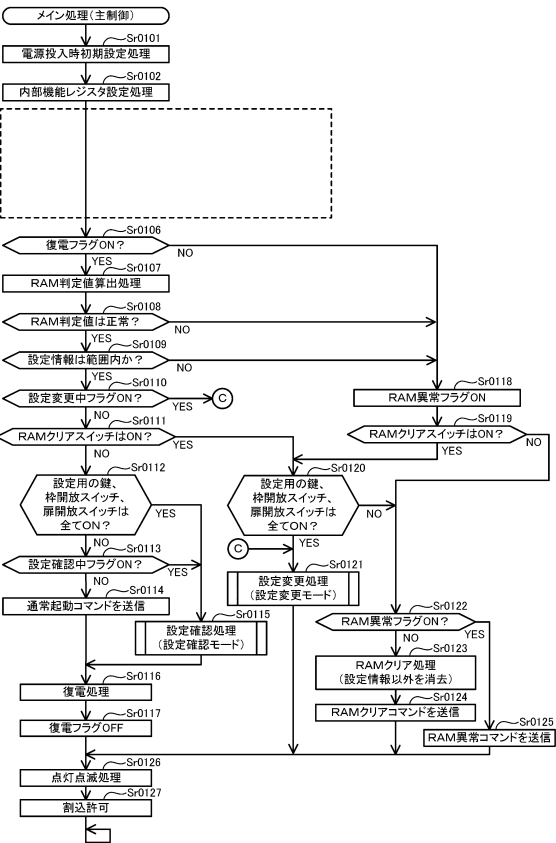 メイン処理（主制御）
Sr0101
電源投入時初期設定処理
Sr0102
内部機能レジスタ設定処理
Sr0106
復電フラグON？
NO
YES
Sr0107
RAM判定値算出処理
Sr0108
RAM判定値は正常？
NO
YES
Sr0109
設定情報は範囲内か？
NO
YES
Sr0110
設定変更中フラグON？
YES
C
NO
Sr0118
RAM異常フラグON
Sr0111
RAMクリアスイッチはON？
YES
NO
Sr0119
RAMクリアスイッチはON？
NO
YES
Sr0112
設定用の鍵、
枠開放スイッチ、
扉開放スイッチは
全てON？
YES
NO
Sr0120
設定用の鍵、
枠開放スイッチ、
扉開放スイッチは
全てON？
NO
YES
C
Sr0113
設定確認中フラグON？
YES
NO
Sr0121
設定変更処理
（設定変更モード）
Sr0114
通常起動コマンドを送信
Sr0115
設定確認処理
（設定確認モード）
Sr0122
RAM異常フラグON？
YES
NO
Sr0123
RAMクリア処理
（設定情報以外を消去）
Sr0124
RAMクリアコマンドを送信
Sr0125
RAM異常コマンドを送信
Sr0116
復電処理
Sr0117
復電フラグOFF
Sr0126
点灯点滅処理
Sr0127
割込許可